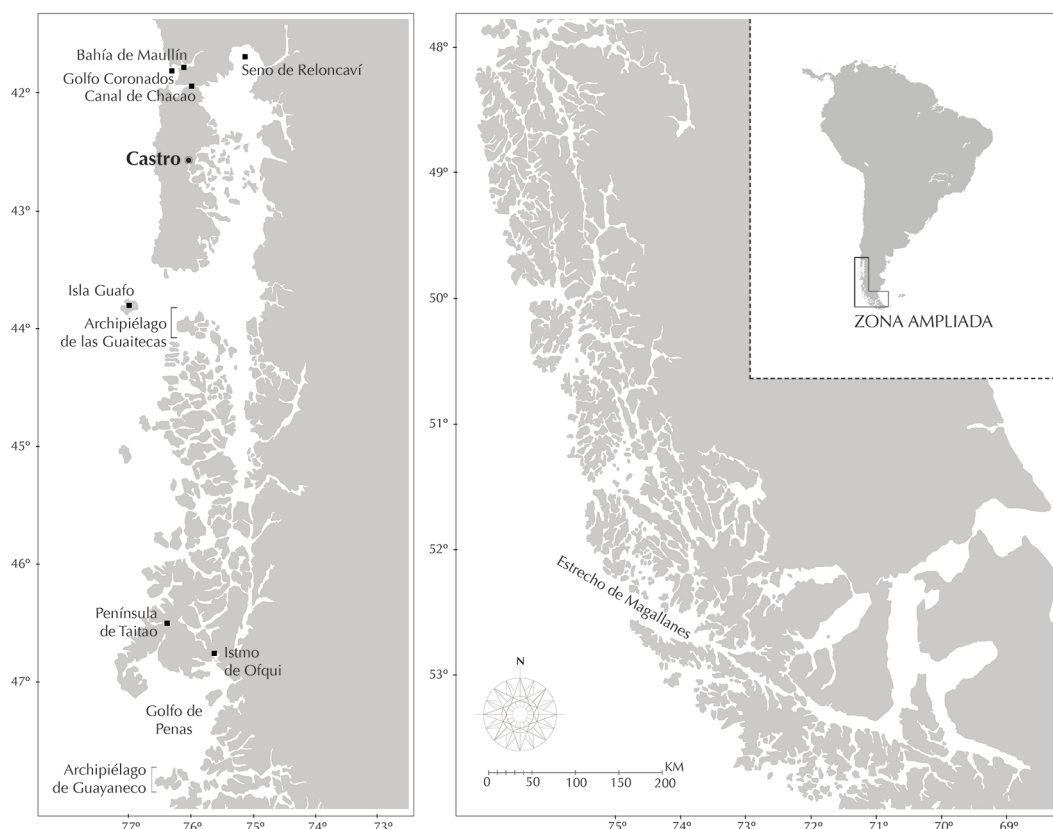 Bahía de Maullín
Golfo Coronados
Canal de Chacao
Seno de Reloncaví
42°
Castro
43°
Isla Guafo
Archipiélago
de las Guaitecas
44°
45°
46°
Península
de Taitao
Istmo
de Ofqui
47°
Golfo de
Penas
Archipiélago
de Guayaneco
77° 76° 75° 74° 73°
48°
49°
50°
51°
52°
53°
ZONA AMPLIADA
Estrecho de Magallanes
N
KM
0 50 100 150 200
75° 74° 73° 72° 71° 70° 69°